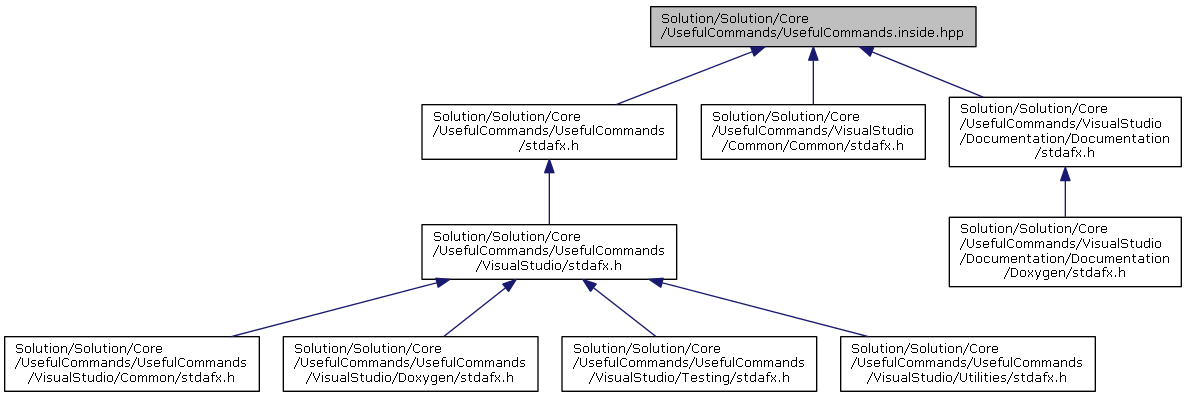 Solution/Solution/Core
/UsefulCommands/UsefulCommands.inside.hpp
Solution/Solution/Core
/UsefulCommands/UsefulCommands
/stdafx.h
Solution/Solution/Core
/UsefulCommands/VisualStudio
/Common/Common/stdafx.h
Solution/Solution/Core
/UsefulCommands/VisualStudio
/Documentation/Documentation
/stdafx.h
Solution/Solution/Core
/UsefulCommands/UsefulCommands
/VisualStudio/stdafx.h
Solution/Solution/Core
/UsefulCommands/VisualStudio
/Documentation/Documentation
/Doxygen/stdafx.h
Solution/Solution/Core
/UsefulCommands/UsefulCommands
/VisualStudio/Common/stdafx.h
Solution/Solution/Core
/UsefulCommands/UsefulCommands
/VisualStudio/Doxygen/stdafx.h
Solution/Solution/Core
/UsefulCommands/UsefulCommands
/VisualStudio/Testing/stdafx.h
Solution/Solution/Core
/UsefulCommands/UsefulCommands
/VisualStudio/Utilities/stdafx.h